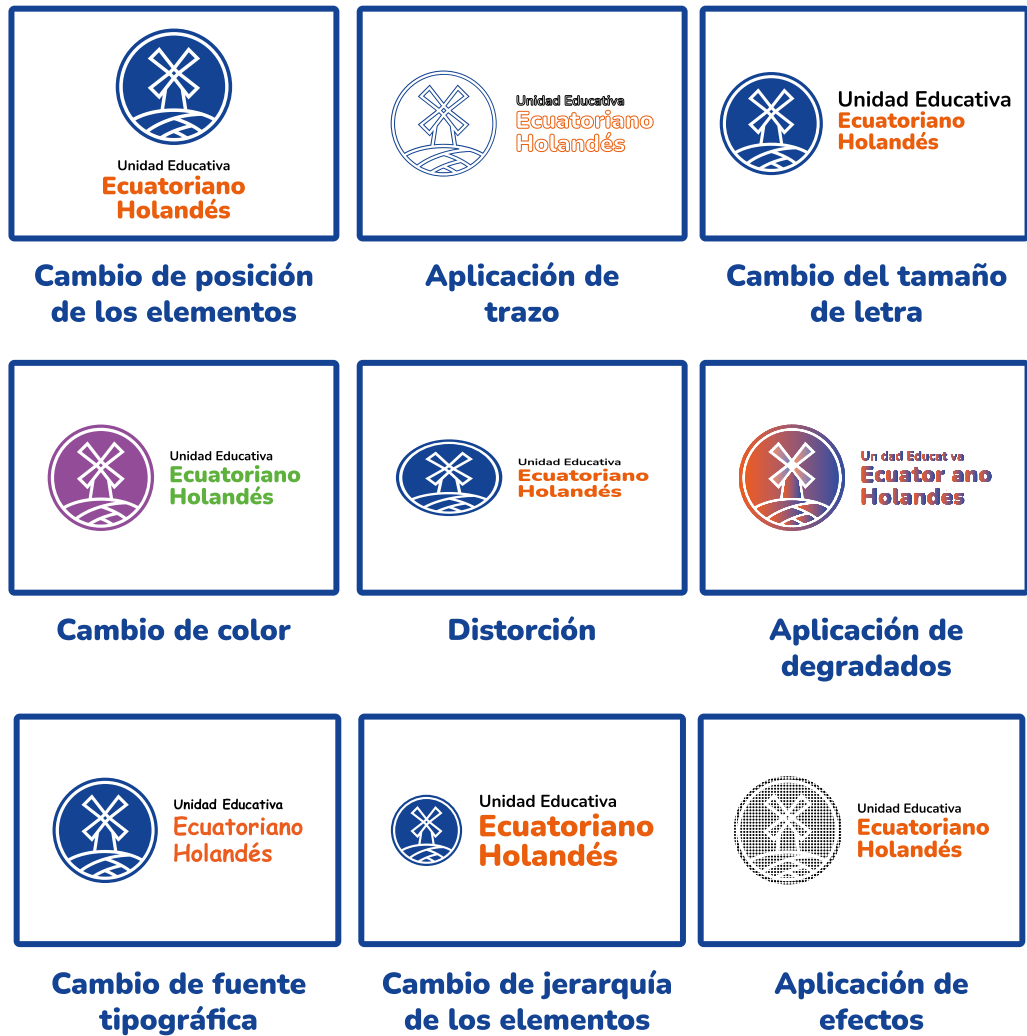 Unidad Educativa
Ecuatoriano
Holandés
Cambio de posición
de los elementos
Unidad Educativa
Ecuatoriano
Holandés
Aplicación de
trazo
Unidad Educativa
Ecuatoriano
Holandés
Cambio del tamaño
de letra
Unidad Educativa
Ecuatoriano
Holandés
Cambio de color
Unidad Educativa
Ecuatoriano
Holandés
Distorción
Un dad Educat va
Ecuator ano
Holandes
Aplicación de
degradados
Unidad Educativa
Ecuatoriano
Holandés
Cambio de fuente
tipográfica
Unidad Educativa
Ecuatoriano
Holandés
Cambio de jerarquía
de los elementos
Unidad Educativa
Ecuatoriano
Holandés
Aplicación de
efectos